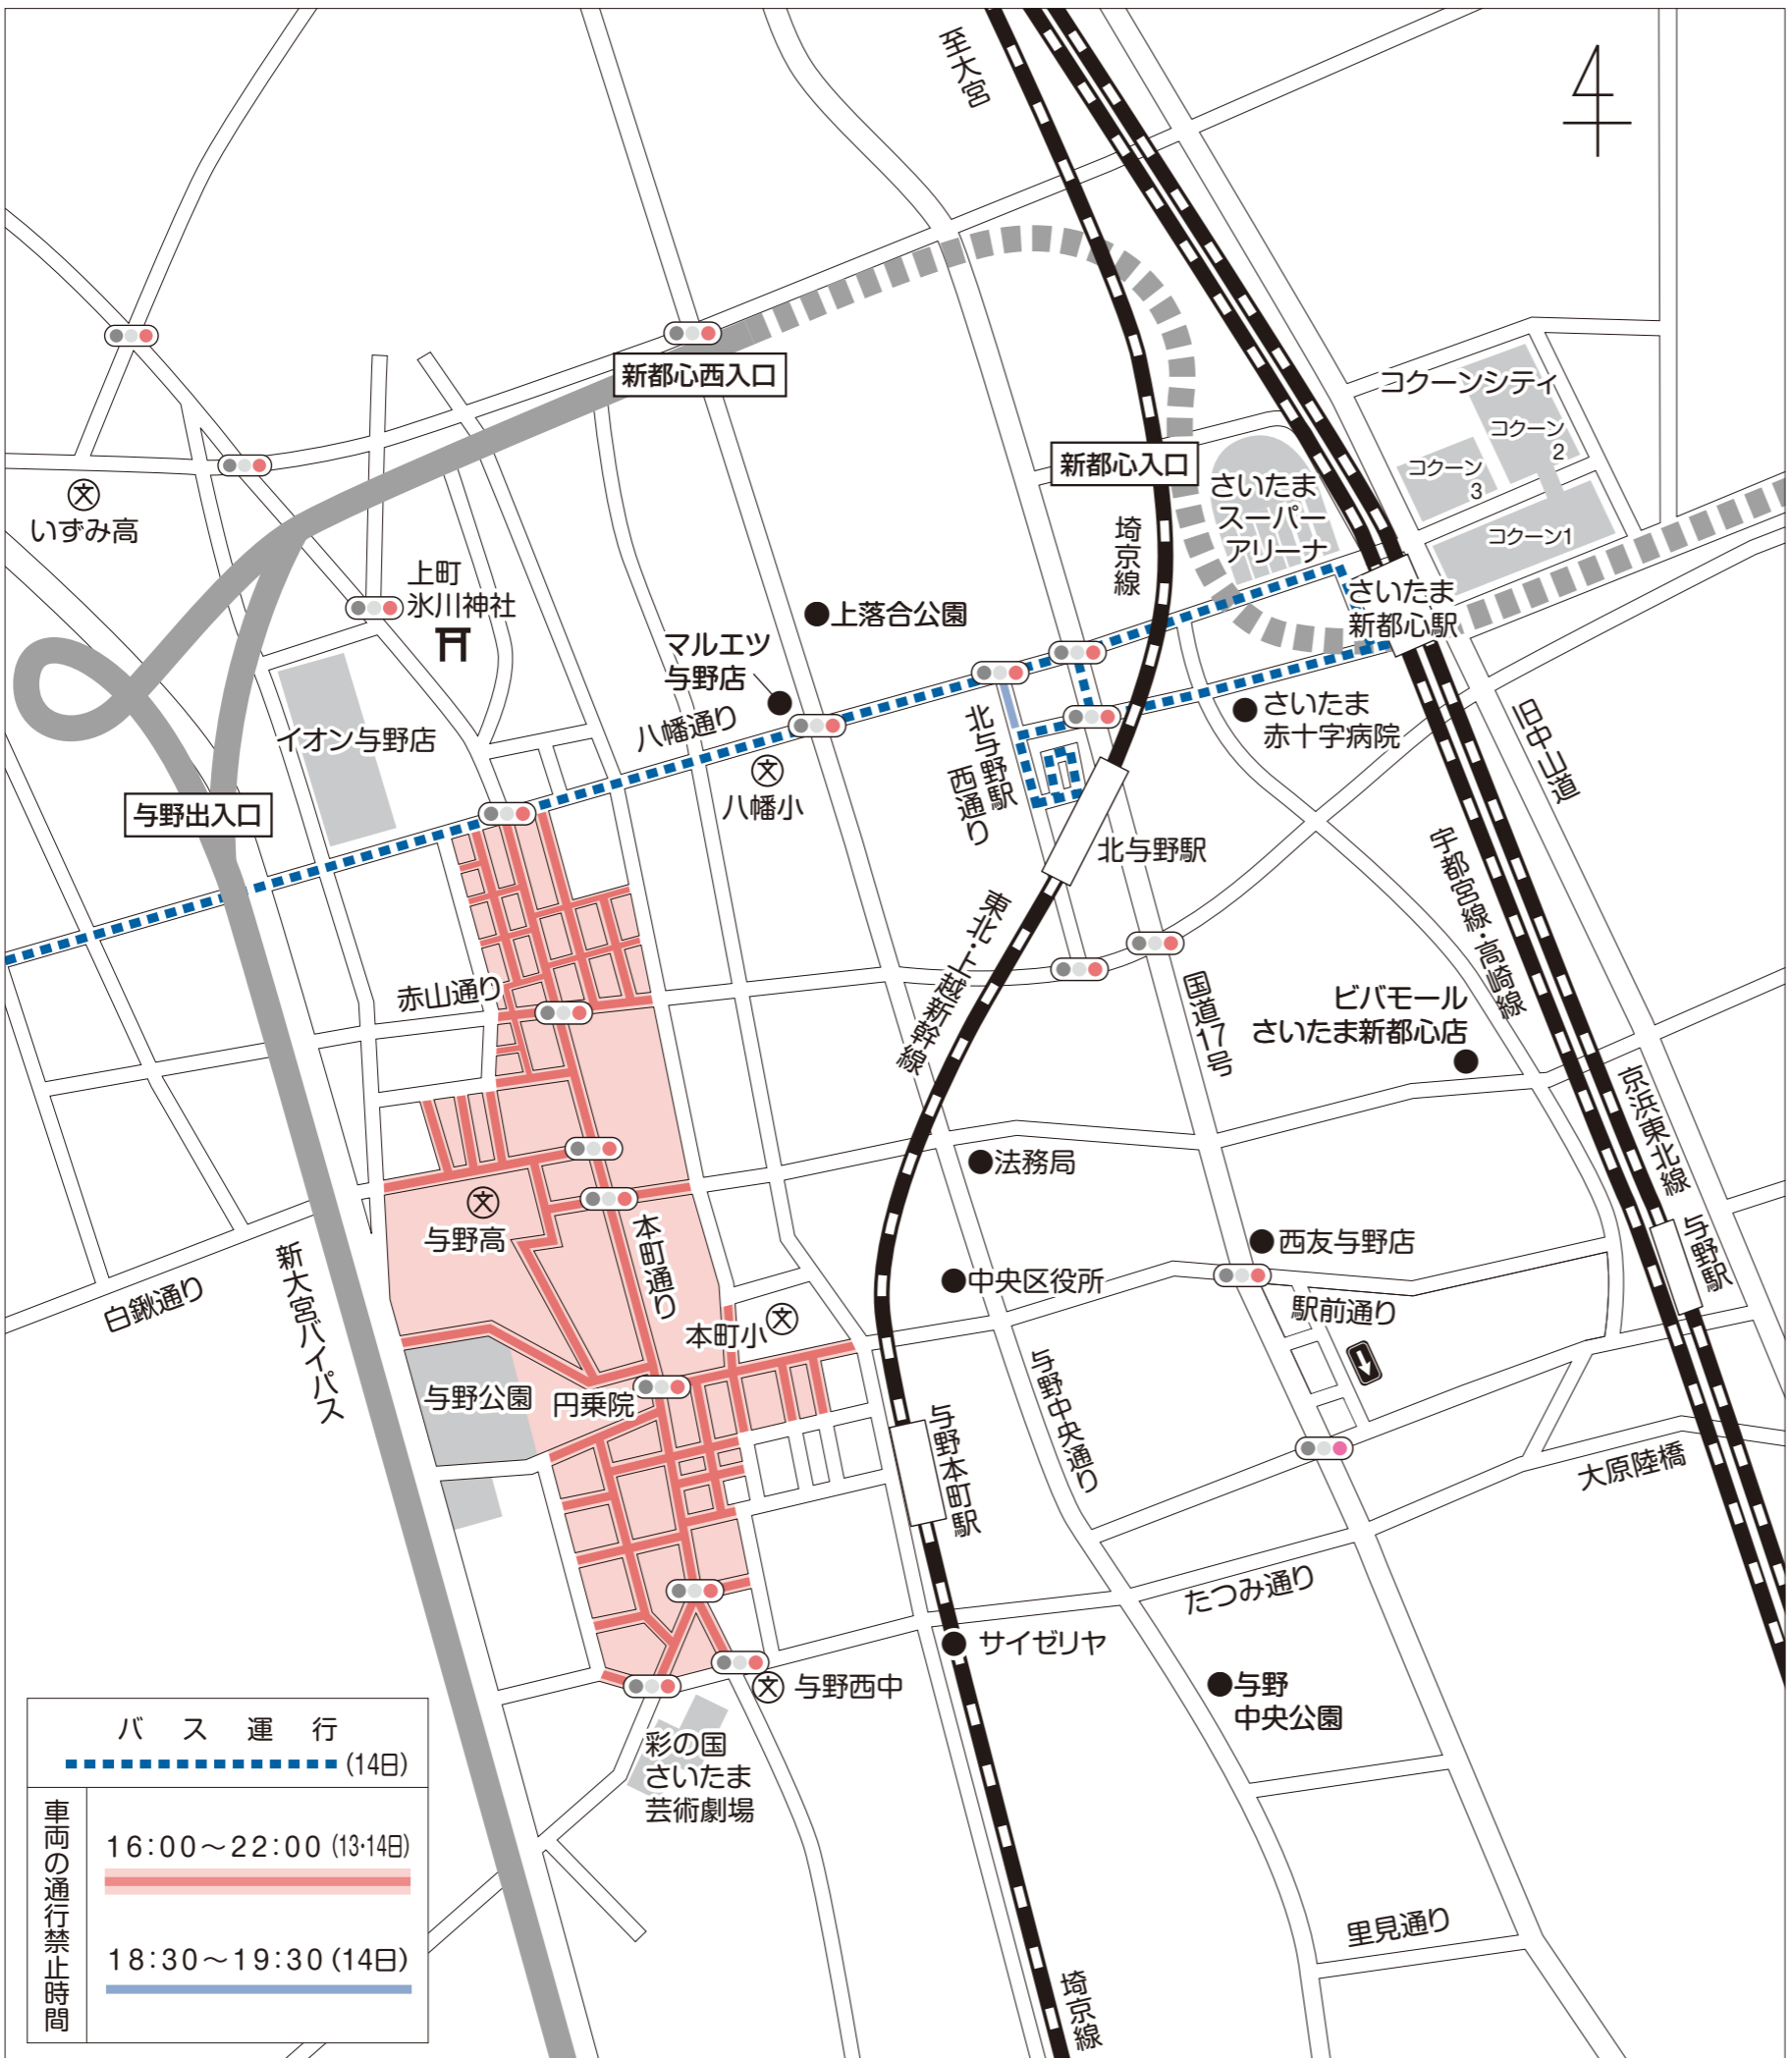 至大宮
新都心西入口
コクーンシティ
コクーン
2
コクーン
3
コクーン1
新都心入口
さいたま
スーパー
アリーナ
埼京線
いずみ高
上町
氷川神社
さいたま
新都心駅
上落合公園
マルエツ
与野店
八幡通り
イオン与野店
北与野駅
西通り
さいたま
赤十字病院
旧中山道
八幡小
与野出入口
北与野駅
宇都宮線・高崎線
東北・上越新幹線
赤山通り
国道17号
ビバモール
さいたま新都心店
京浜東北線
法務局
与野高
本町通り
西友与野店
与野駅
新大宮バイパス
白鍬通り
中央区役所
駅前通り
本町小
与野公園
円乗院
与野中央通り
与野本町駅
大原陸橋
たつみ通り
サイゼリヤ
与野西中
与野
中央公園
彩の国
さいたま
芸術劇場
里見通り
埼京線
バス運行
(14日)
車両の通行禁止時間
16:00〜22:00 (13・14日)
18:30〜19:30 (14日)
文
文
文
文
文